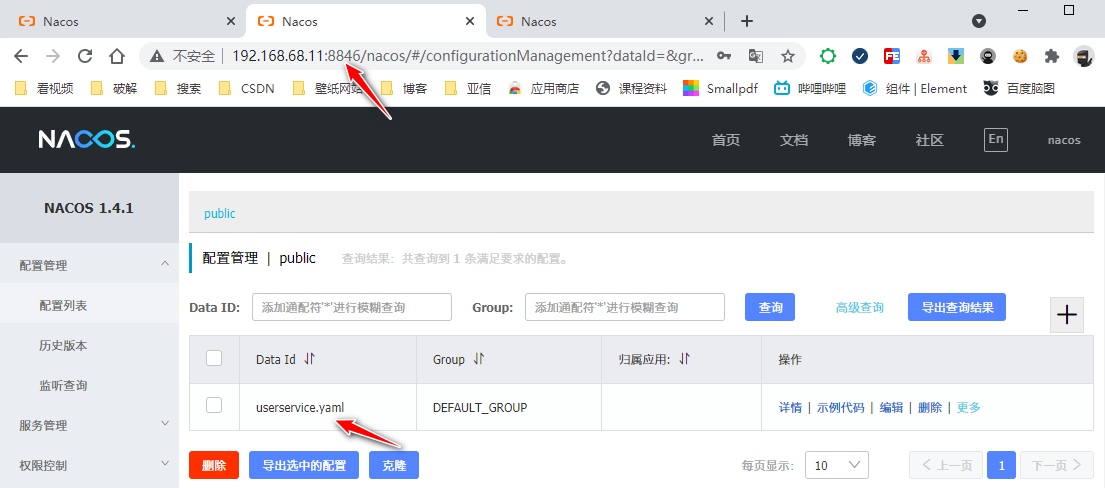 Nacos Nacos Nacos
不安全 192.168.68.11:8846/nacos/#/configurationManagement?dataId=&gr...
看视频 破解 搜索 CSDN 壁纸网站 博客 亚信 应用商店 课程资料 Smallpdf 哔哩哔哩 组件 | Element 百度脑图
NACOS. 首页 文档 博客 社区 En nacos
NACOS 1.4.1
public
配置管理
配置管理 | public 查询结果：共查询到 1 条满足要求的配置。
配置列表
Data ID: 添加通配符'*'进行模糊查询 Group: 添加通配符'*'进行模糊查询 查询 高级查询 导出查询结果
历史版本
Data Id Group 归属应用: 操作
监听查询
userservice.yaml DEFAULT_GROUP 详情 | 示例代码 | 编辑 | 删除 | 更多
服务管理
权限控制
删除 导出选中的配置 克隆 每页显示: 10 上一页 1 下一页